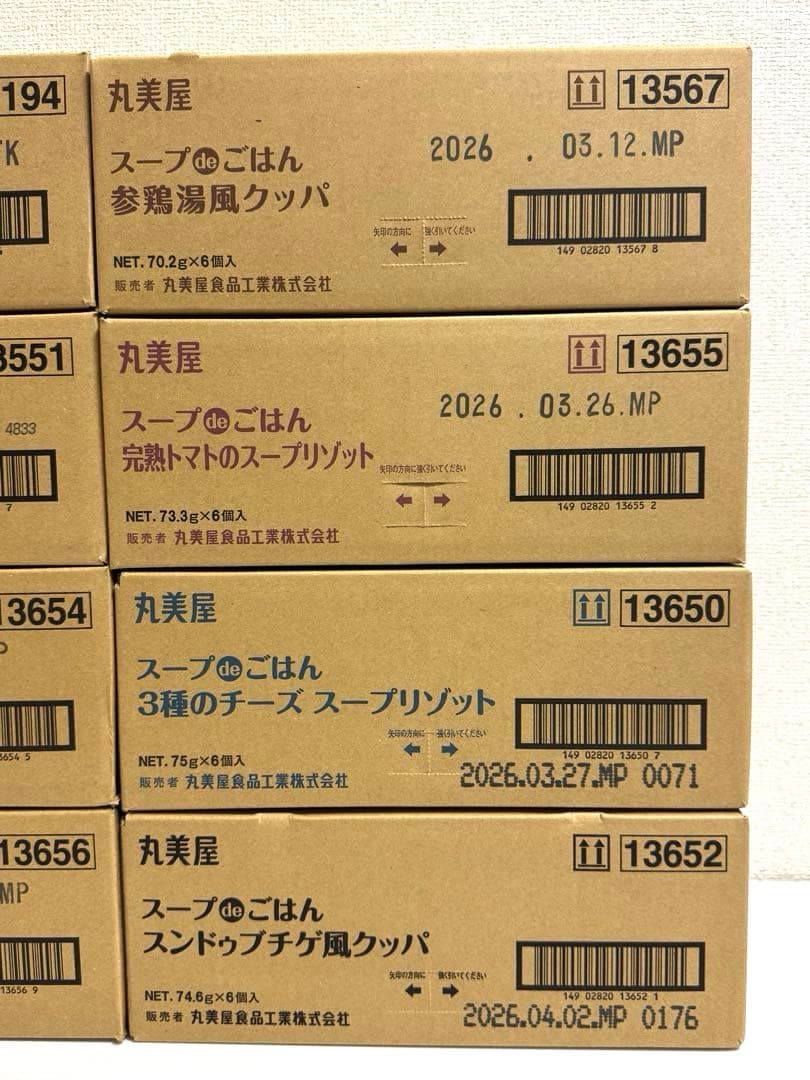 194
TK
丸美屋
13567
スープdeごはん
2026 . 03.12.MP
参鶏湯風クッパ
矢印の方向に 強く引いてください
149 02820 13567 8
NET. 70.2g×6個入
販売者 丸美屋食品工業株式会社
3551
4833
7
丸美屋
13655
スープdeごはん
2026 . 03.26.MP
完熟トマトのスープリゾット
矢印の方向に強く引いてください
149 02820 13655 2
NET. 73.3g×6個入
販売者 丸美屋食品工業株式会社
13654
P
3654 5
丸美屋
13650
スープdeごはん
3種のチーズ スープリゾット
矢印の方向に 強く引いてください
149 02820 13650 7
NET. 75g×6個入
2026.03.27.MP 0071
販売者 丸美屋食品工業株式会社
13656
MP
13656 9
丸美屋
13652
スープdeごはん
スンドゥブチゲ風クッパ
矢印の方向に 強く引いてください
149 02820 13652 1
NET. 74.6g×6個入
2026.04.02.MP 0176
販売者 丸美屋食品工業株式会社